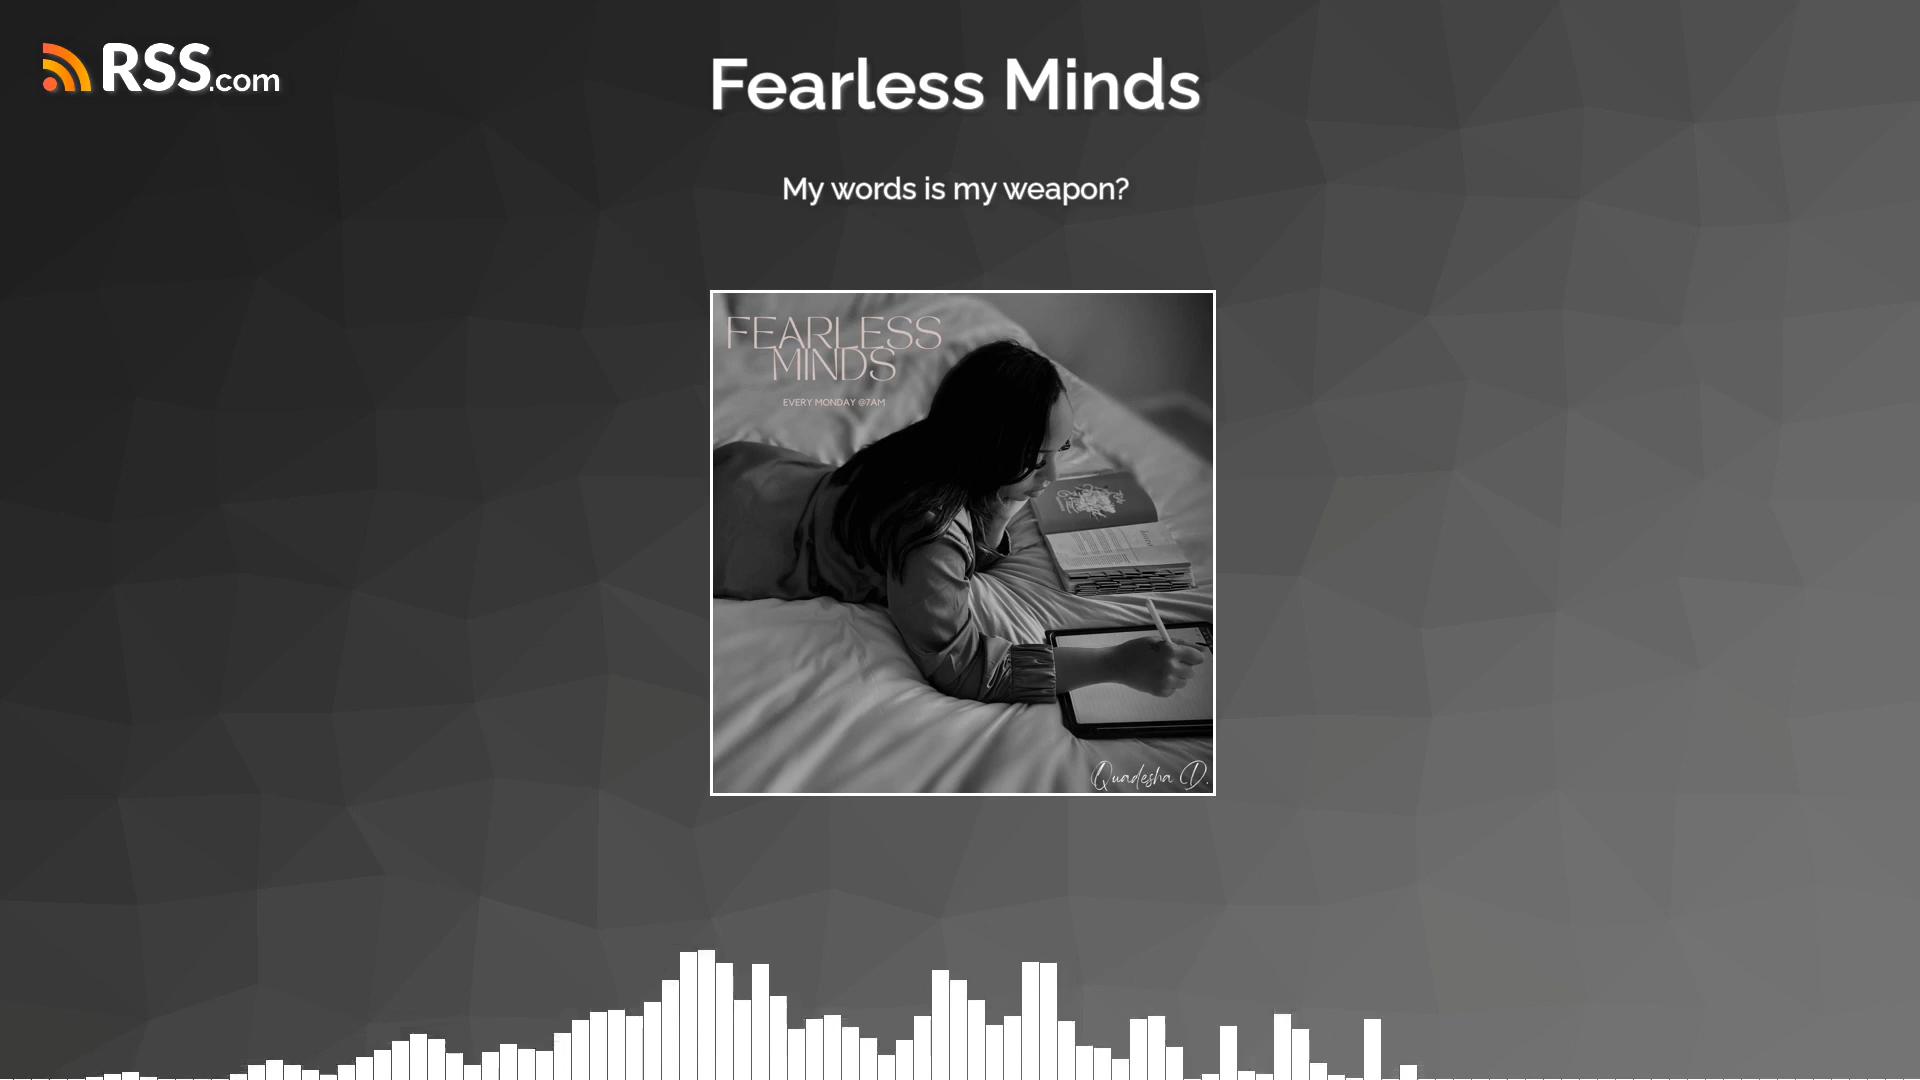 RSS.com
Fearless Minds
My words is my weapon?
FEARLESS
MINDS
EVERY MONDAY @7AM
Quadesha D.